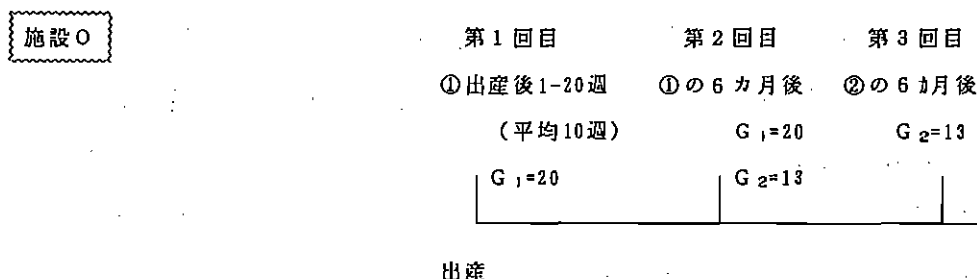 施設O
第1回目 第2回目 第3回目
①出産後1-20週 ①の6カ月後 ②の6カ月後
(平均10週) G₁=20 G₂=13
G₁=20 G₂=13
出産